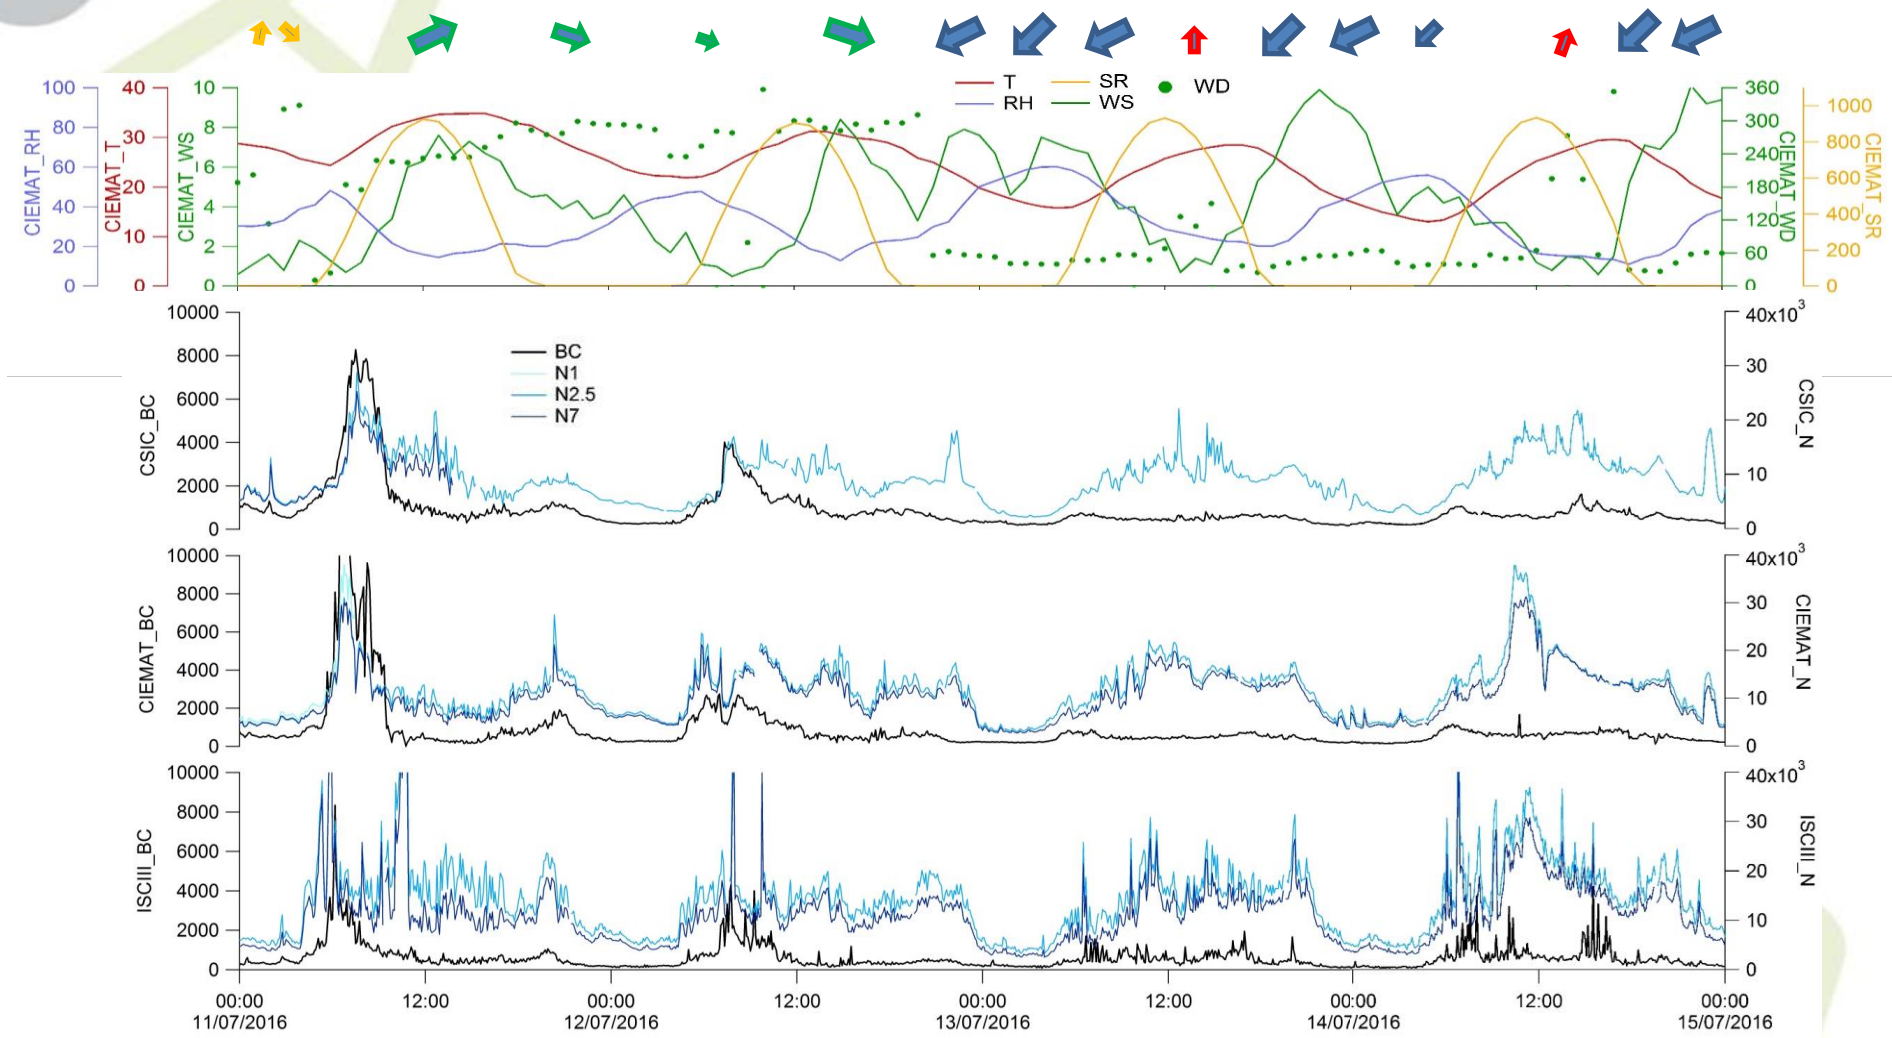 T
SR
WD
RH
WS
100
80
60
40
20
0
CIEMAT_RH
40
30
20
10
0
CIEMAT_T
10
8
6
4
2
0
CIEMAT_WS
360
300
240
180
120
60
0
CIEMAT_WD
1000
800
600
400
200
0
CIEMAT_SR
10000
8000
6000
4000
2000
0
CSIC_BC
BC
N1
N2.5
N7
40x10³
30
20
10
0
CSIC_N
10000
8000
6000
4000
2000
0
CIEMAT_BC
40x10³
30
20
10
0
CIEMAT_N
10000
8000
6000
4000
2000
0
ISCIII_BC
40x10³
30
20
10
0
ISCIII_N
00:00 12:00 00:00 12:00 00:00 12:00 00:00 12:00 00:00
11/07/2016 12/07/2016 13/07/2016 14/07/2016 15/07/2016